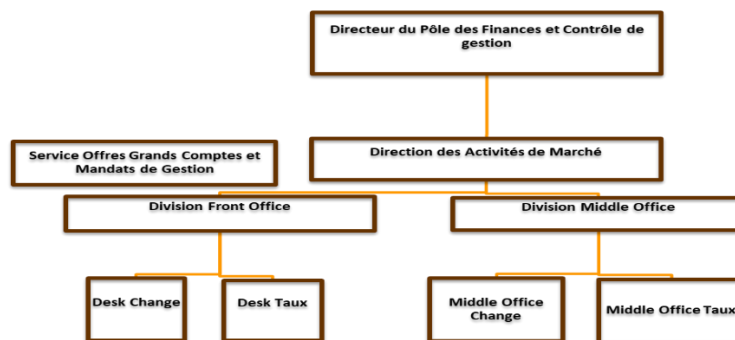 Directeur du Pôle des Finances et Contrôle de
gestion
Service Offres Grands Comptes et
Mandats de Gestion
Direction des Activités de Marché
Division Front Office
Division Middle Office
Desk Change
Desk Taux
Middle Office
Change
Middle Office Taux